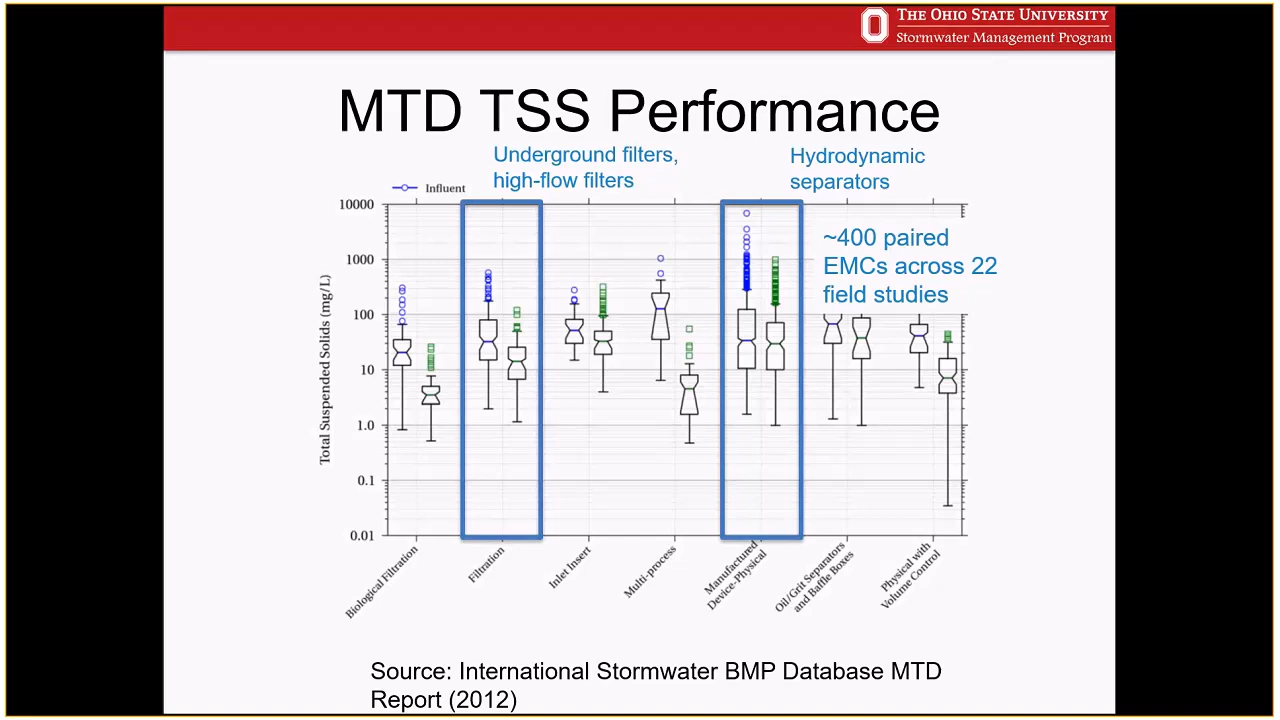 THE OHIO STATE UNIVERSITY
Stormwater Management Program
MTD TSS Performance
Underground filters,
high-flow filters
Hydrodynamic
separators
Influent
~400 paired
EMCs across 22
field studies
Total Suspended Solids (mg/L)
10000
1000
100
10
1.0
0.1
0.01
Biological Filtration
Filtration
Inlet Insert
Multi-process
Manufactured
Device-Physical
Oil/Grit Separators
and Baffle Boxes
Physical with
Volume Control
Source: International Stormwater BMP Database MTD
Report (2012)